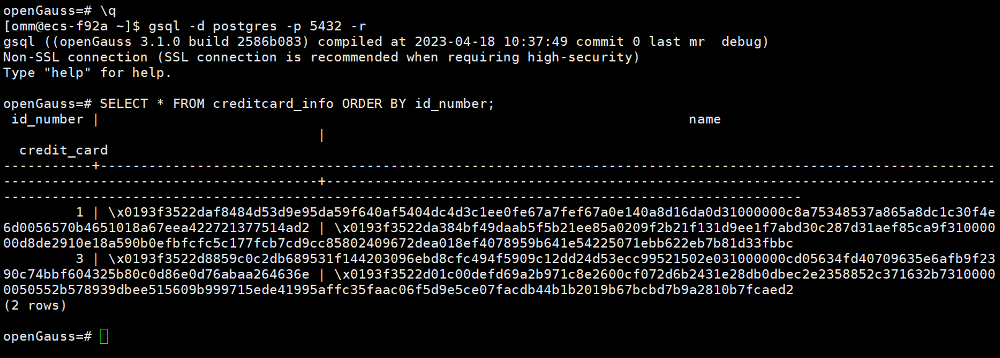 openGauss=# \q
[omm@ecs-f92a ~]$ gsql -d postgres -p 5432 -r
gsql ((openGauss 3.1.0 build 2586b083) compiled at 2023-04-18 10:37:49 commit 0 last mr  debug)
Non-SSL connection (SSL connection is recommended when requiring high-security)
Type "help" for help.
openGauss=# SELECT * FROM creditcard_info ORDER BY id_number;
 id_number |                                                                         name
                                       |
  credit_card
-----------+---------------------------------------------------------------------------------------------------------------
---------------------------------------+-----------------------------------------------------------------------------------
---------------------------------------------------------------------------------------------------
         1 | \x0193f3522daf8484d53d9e95da59f640af5404dc4d3c1ee0fe67a7fef67a0e140a8d16da0d31000000c8a75348537a865a8dc1c30f4e
6d0056570b4651018a67eea422721377514ad2 | \x0193f3522da384bf49daab5f5b21ee85a0209f2b21f131d9ee1f7abd30c287d31aef85ca9f310000
00d8de2910e18a590b0efbfcfc5c177fcb7cd9cc85802409672dea018ef4078959b641e54225071ebb622eb7b81d33fbbc
         3 | \x0193f3522d8859c0c2db689531f144203096ebd8cfc494f5909c12dd24d53ecc99521502e031000000cd05634fd40709635e6afb9f23
90c74bbf604325b80c0d86e0d76abaa264636e | \x0193f3522d01c00defd69a2b971c8e2600cf072d6b2431e28db0dbec2e2358852c371632b7310000
0050552b578939dbee515609b999715ede41995affc35faac06f5d9e5ce07facdb44b1b2019b67bcbd7b9a2810b7fcaed2
(2 rows)
openGauss=#